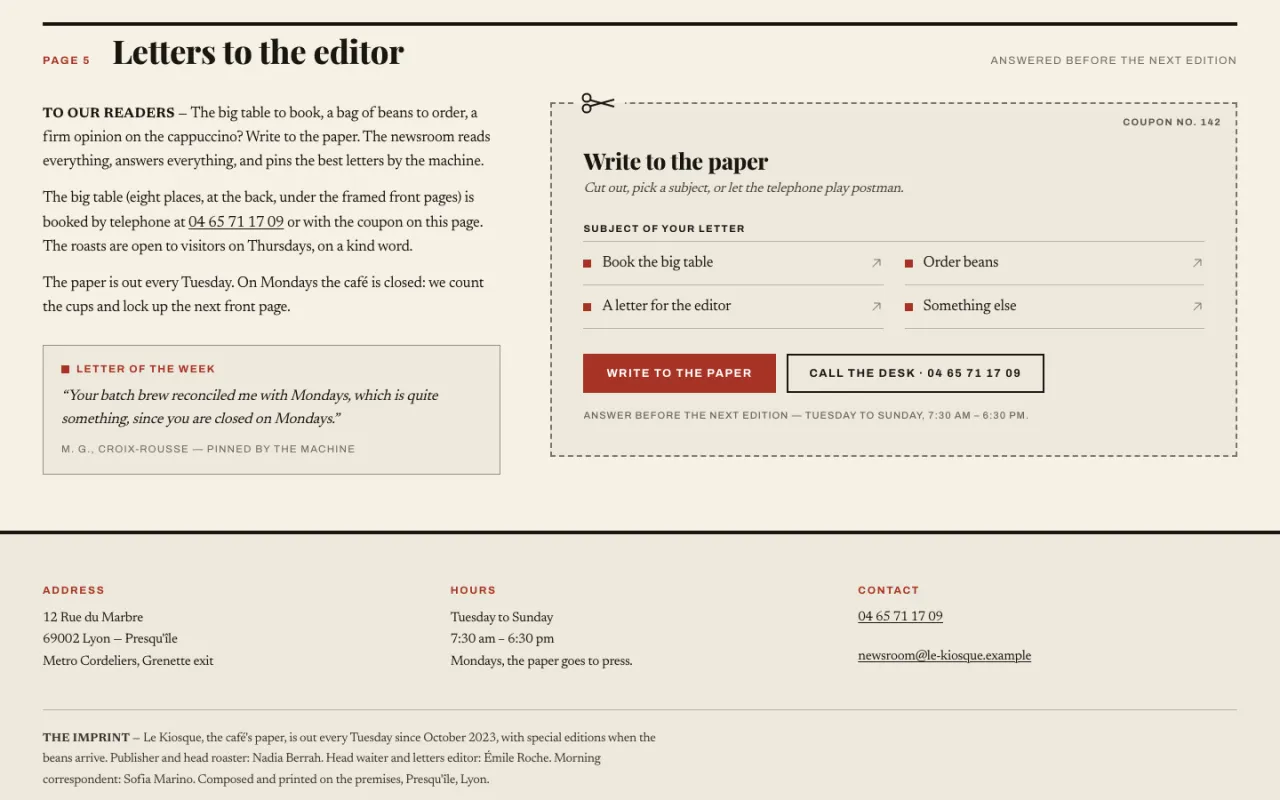 PAGE 5
Letters to the editor
ANSWERED BEFORE THE NEXT EDITION
TO OUR READERS – The big table to book, a bag of beans to order, a
firm opinion on the cappuccino? Write to the paper. The newsroom reads
everything, answers everything, and pins the best letters by the machine.
The big table (eight places, at the back, under the framed front pages) is
booked by telephone at 04 65 71 17 09 or with the coupon on this page.
The roasts are open to visitors on Thursdays, on a kind word.
The paper is out every Tuesday. On Mondays the café is closed: we count
the cups and lock up the next front page.
LETTER OF THE WEEK
“Your batch brew reconciled me with Mondays, which is quite
something, since you are closed on Mondays.”
M. G., CROIX-ROUSSE — PINNED BY THE MACHINE
COUPON NO. 142
Write to the paper
Cut out, pick a subject, or let the telephone play postman.
SUBJECT OF YOUR LETTER
Book the big table ↗
Order beans ↗
A letter for the editor ↗
Something else ↗
WRITE TO THE PAPER
CALL THE DESK · 04 65 71 17 09
ANSWER BEFORE THE NEXT EDITION — TUESDAY TO SUNDAY, 7:30 AM – 6:30 PM.
ADDRESS
12 Rue du Marbre
69002 Lyon – Presqu’île
Metro Cordeliers, Grenette exit
HOURS
Tuesday to Sunday
7:30 am – 6:30 pm
Mondays, the paper goes to press.
CONTACT
04 65 71 17 09
newsroom@le-kiosque.example
THE IMPRINT – Le Kiosque, the café’s paper, is out every Tuesday since October 2023, with special editions when the
beans arrive. Publisher and head roaster: Nadia Berrah. Head waiter and letters editor: Émile Roche. Morning
correspondent: Sofia Marino. Composed and printed on the premises, Presqu’île, Lyon.